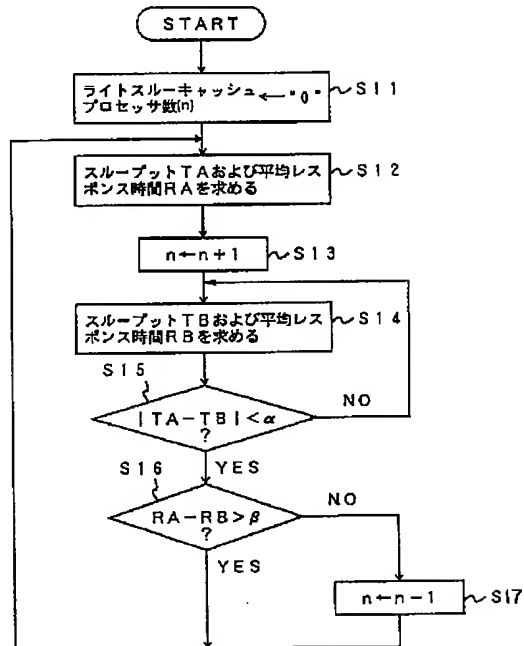 START
ライトスルーキャッシュ
プロセッサ数(n)
←"0"
S11
スループットTAおよび平均レス
ポンス時間RAを求める
S12
n←n+1
S13
スループットTBおよび平均レス
ポンス時間RBを求める
S14
S15
|TA-TB|<α
?
NO
YES
S16
RA-RB>β
?
NO
YES
n←n-1
S17